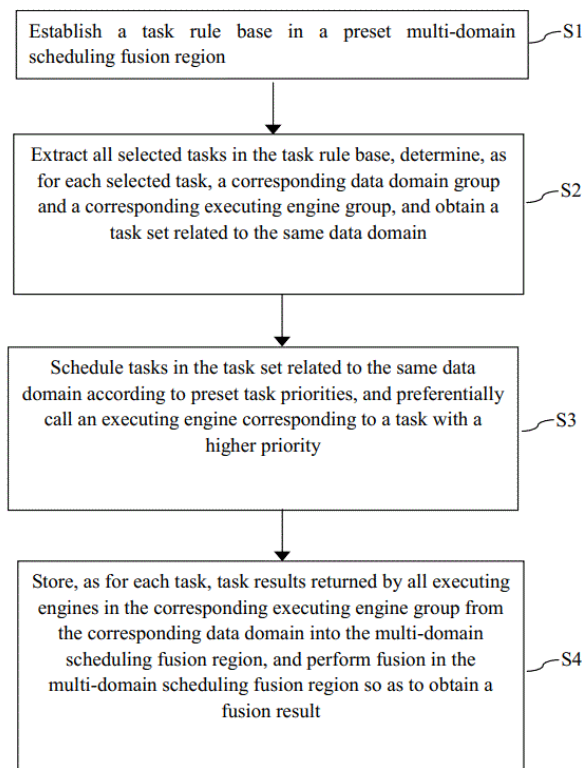 Establish a task rule base in a preset multi-domain
scheduling fusion region
S1
Extract all selected tasks in the task rule base, determine, as
for each selected task, a corresponding data domain group
and a corresponding executing engine group, and obtain a
task set related to the same data domain
S2
Schedule tasks in the task set related to the same data
domain according to preset task priorities, and preferentially
call an executing engine corresponding to a task with a
higher priority
S3
Store, as for each task, task results returned by all executing
engines in the corresponding executing engine group from
the corresponding data domain into the multi-domain
scheduling fusion region, and perform fusion in the
multi-domain scheduling fusion region so as to obtain a
fusion result
S4